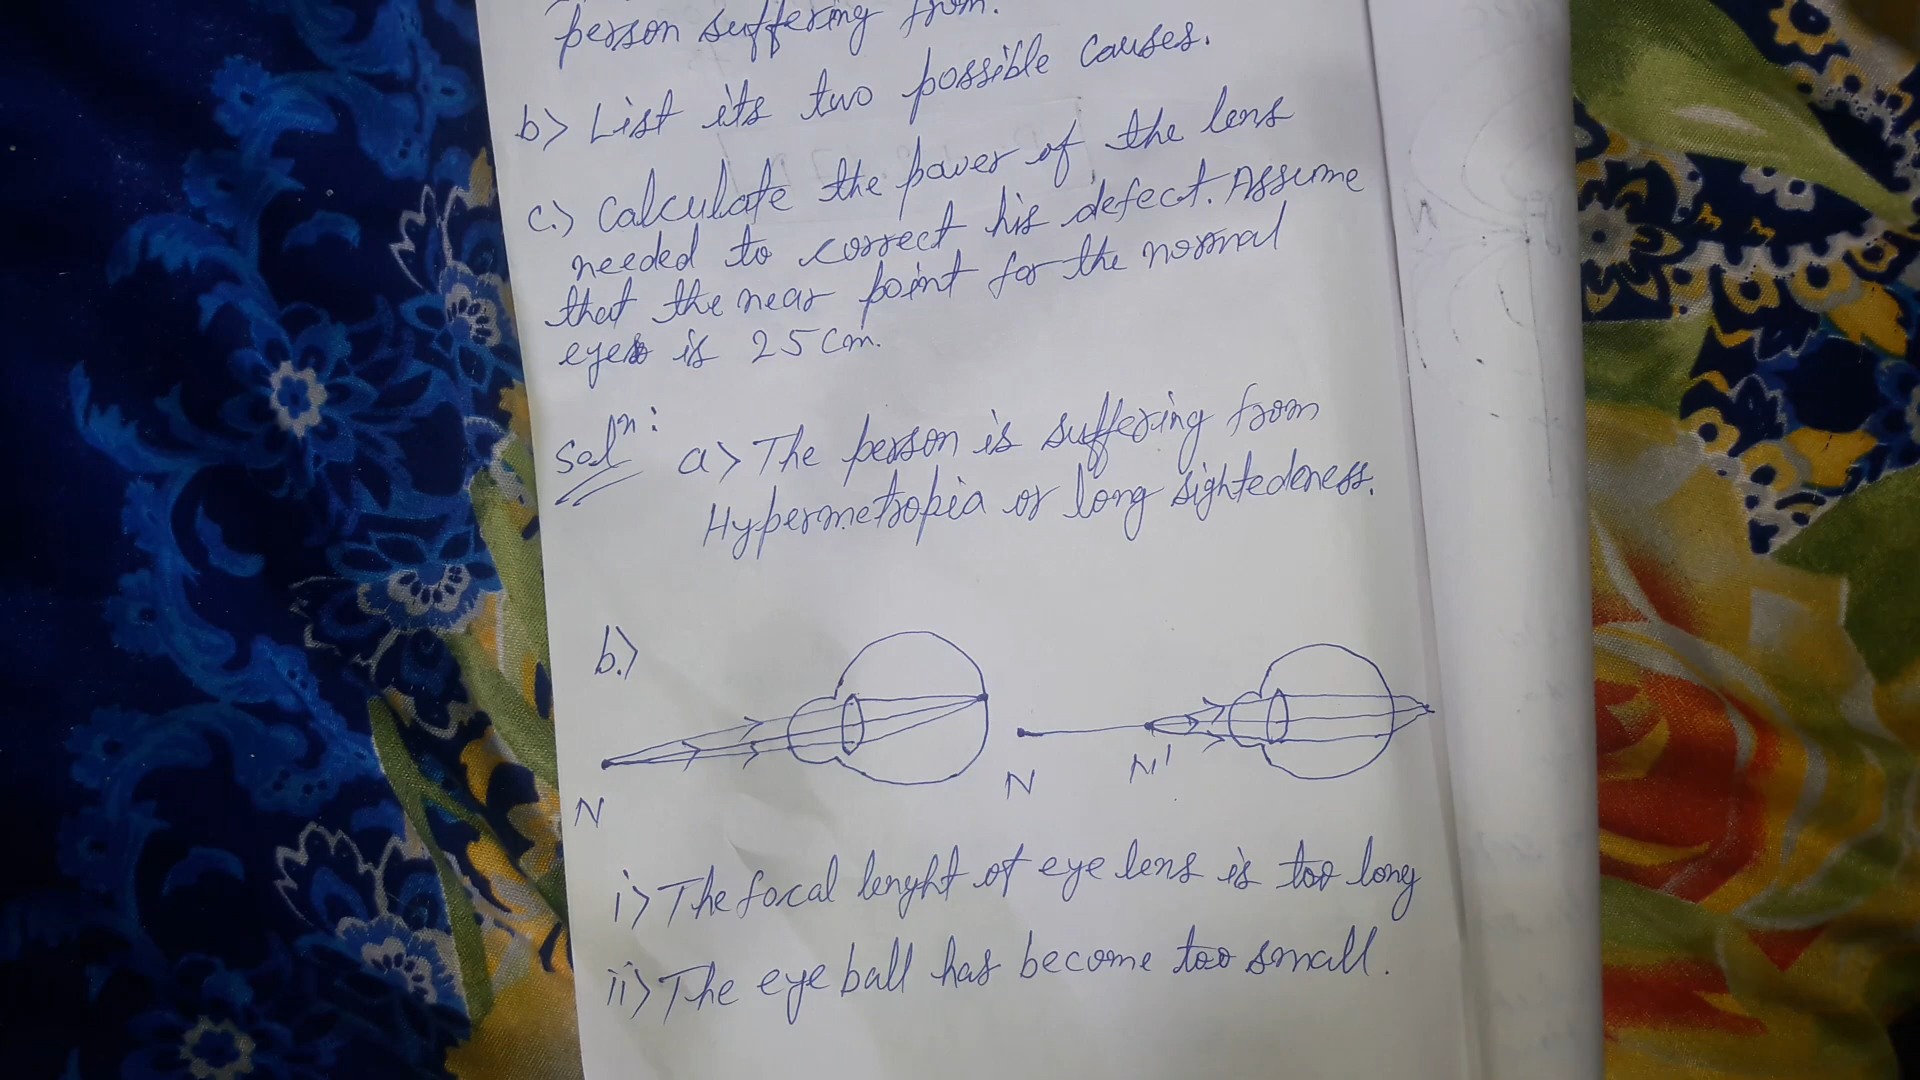 person suffering from.
b) List its two possible causes.
c.) Calculate the power of the lens
needed to correct his defect. Assume
that the near point for the normal
eyes is 25 cm.
Solⁿ: a) The person is suffering from
Hypermetropia or long sightedeness.
b.)
N
N
N'
i) The focal lenght of eye lens is too long
ii) The eye ball has become too small.